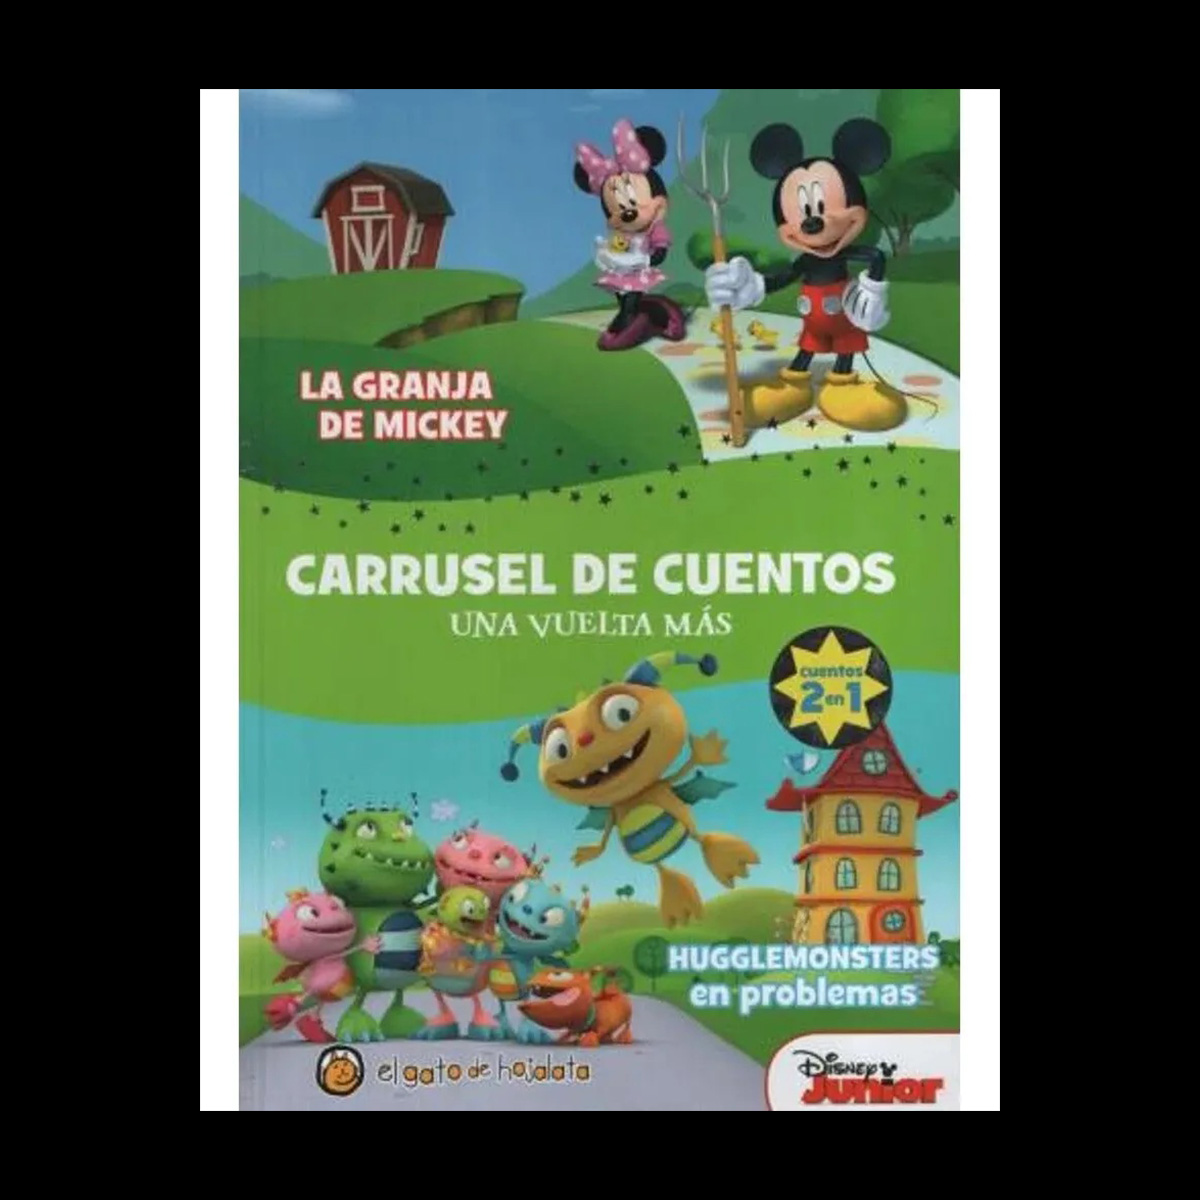 LA GRANJA
DE MICKEY
CARRUSEL DE CUENTOS
UNA VUELTA MÁS
cuentos
2 en 1
HUGGLEMONSTERS
en problemas
el gato de hojalata
Disney
Junior